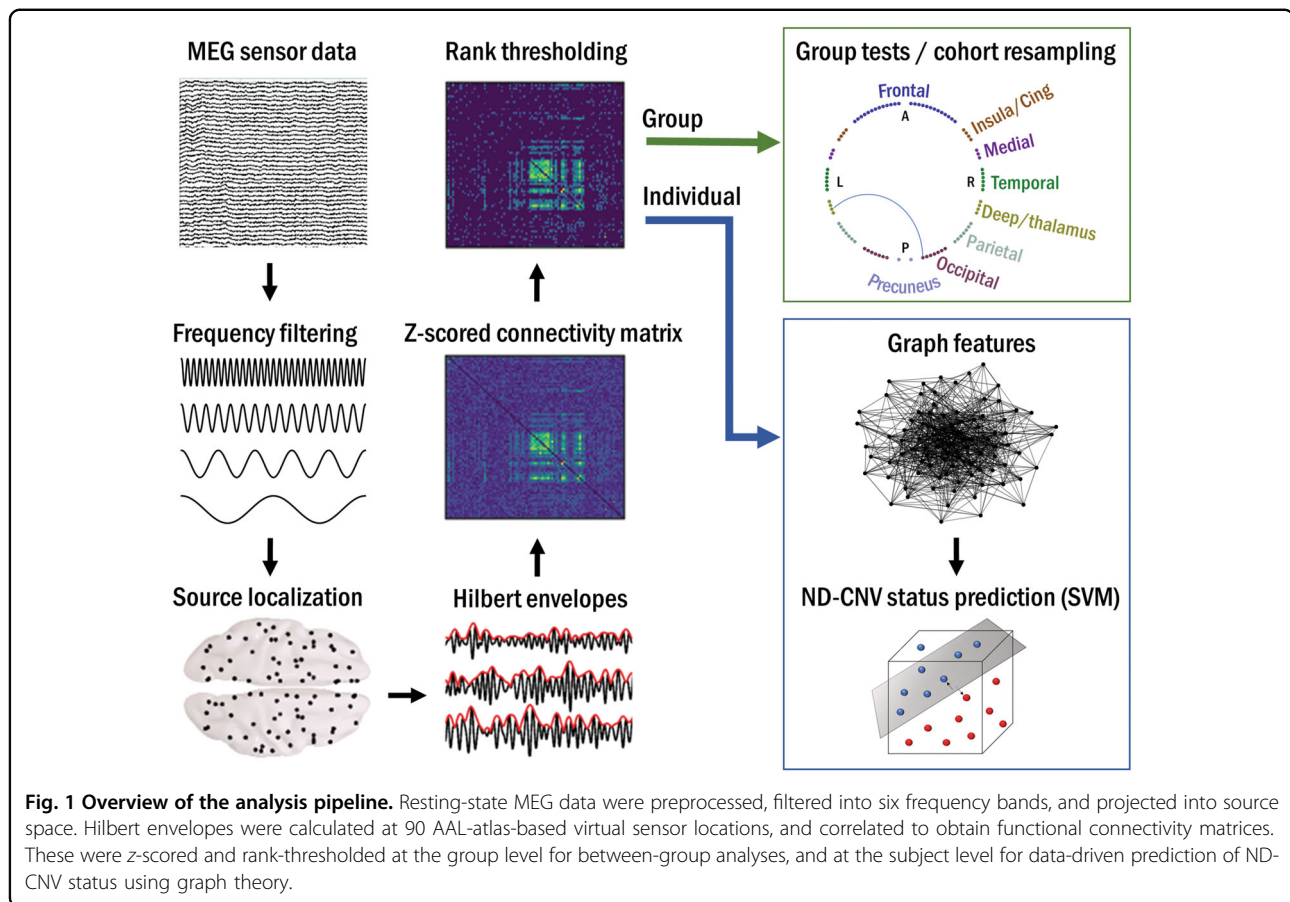 MEG sensor data
Rank thresholding
Group tests / cohort resampling
Frontal
A
Insula/Cing
Medial
L
R
Temporal
Deep/thalamus
Parietal
P
Occipital
Precuneus
Group
Individual
Frequency filtering
Z-scored connectivity matrix
Graph features
Source localization
Hilbert envelopes
ND-CNV status prediction (SVM)
Fig. 1 Overview of the analysis pipeline. Resting-state MEG data were preprocessed, filtered into six frequency bands, and projected into source
space. Hilbert envelopes were calculated at 90 AAL-atlas-based virtual sensor locations, and correlated to obtain functional connectivity matrices.
These were z-scored and rank-thresholded at the group level for between-group analyses, and at the subject level for data-driven prediction of ND-
CNV status using graph theory.